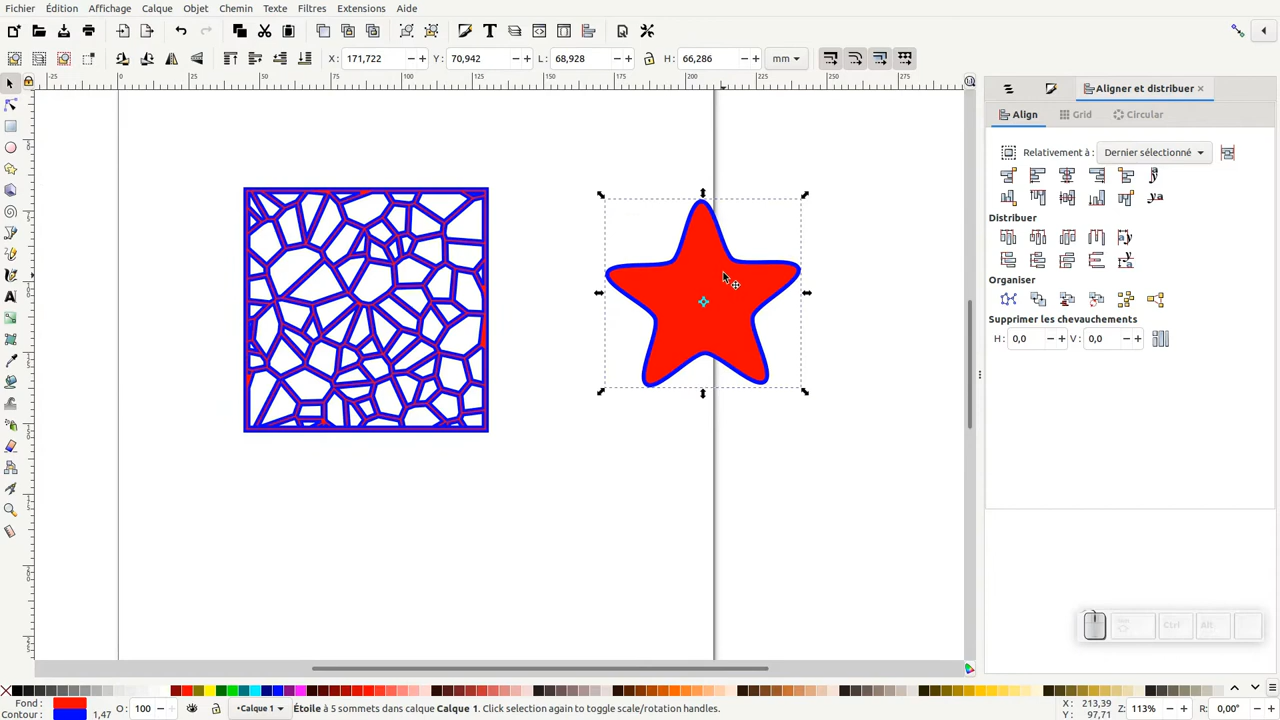 Fichier Édition Affichage Calque Objet Chemin Texte Filtres Extensions Aide
X: 171,722 Y: 70,942 L: 68,928 H: 66,286 mm
Aligner et distribuer
Align Grid Circular
Relativement à : Dernier sélectionné
Distribuer
Organiser
Supprimer les chevauchements
H: 0,0 V: 0,0
Ctrl Alt
Fond :
Contour : 1,47
O: 100
Calque 1
Étoile à 5 sommets dans calque Calque 1. Click selection again to toggle scale/rotation handles.
X: 213,39
Y: 97,71
Z: 113%
R: 0,00°